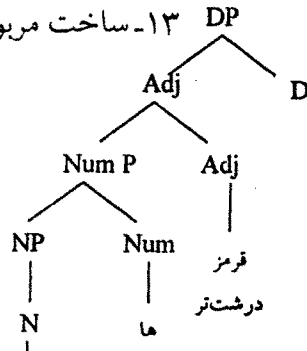 ۱۳ـ ساخت مربو
DP
Adj
D
Num P
Adj
NP
Num
قرمز
درشت‌تر
N
ها